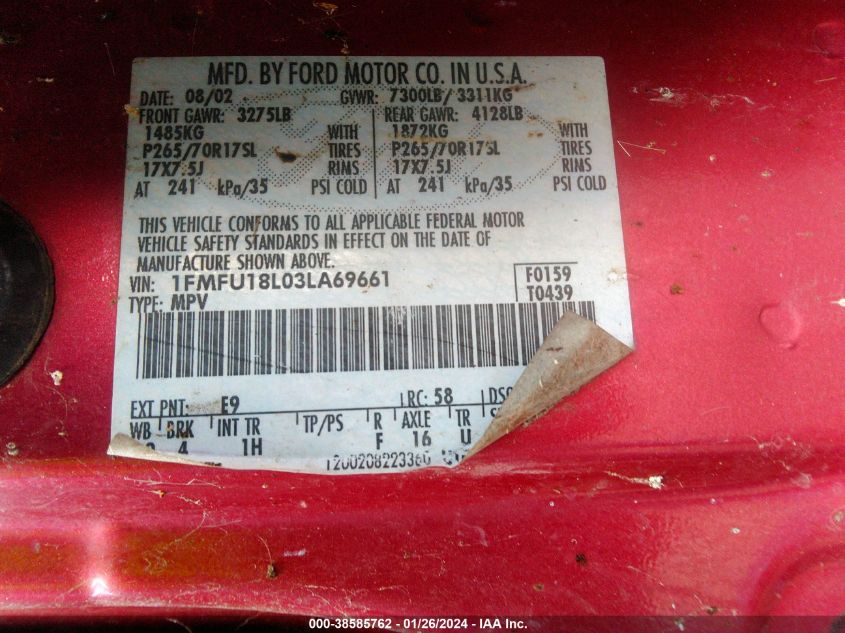 MFD. BY FORD MOTOR CO. IN U.S.A.
DATE: 08/02 GVWR: 7300LB/ 3311KG
FRONT GAWR: 3275LB REAR GAWR: 4128LB
1485KG WITH 1872KG WITH
P265/70R17SL TIRES P265/70R17SL TIRES
17X7.5J RIMS 17X7.5J RIMS
AT 241 kPa/35 PSI COLD AT 241 kPa/35 PSI COLD
THIS VEHICLE CONFORMS TO ALL APPLICABLE FEDERAL MOTOR
VEHICLE SAFETY STANDARDS IN EFFECT ON THE DATE OF
MANUFACTURE SHOWN ABOVE.
VIN: 1FMFU18L03LA69661 F0159
TYPE: MPV T0439
EXT PNT: E9 RC: 58
WB BRK INT TR TP/PS R AXLE TR
4 1H F 16 U
000-38585762 - 01/26/2024 - IAA Inc.